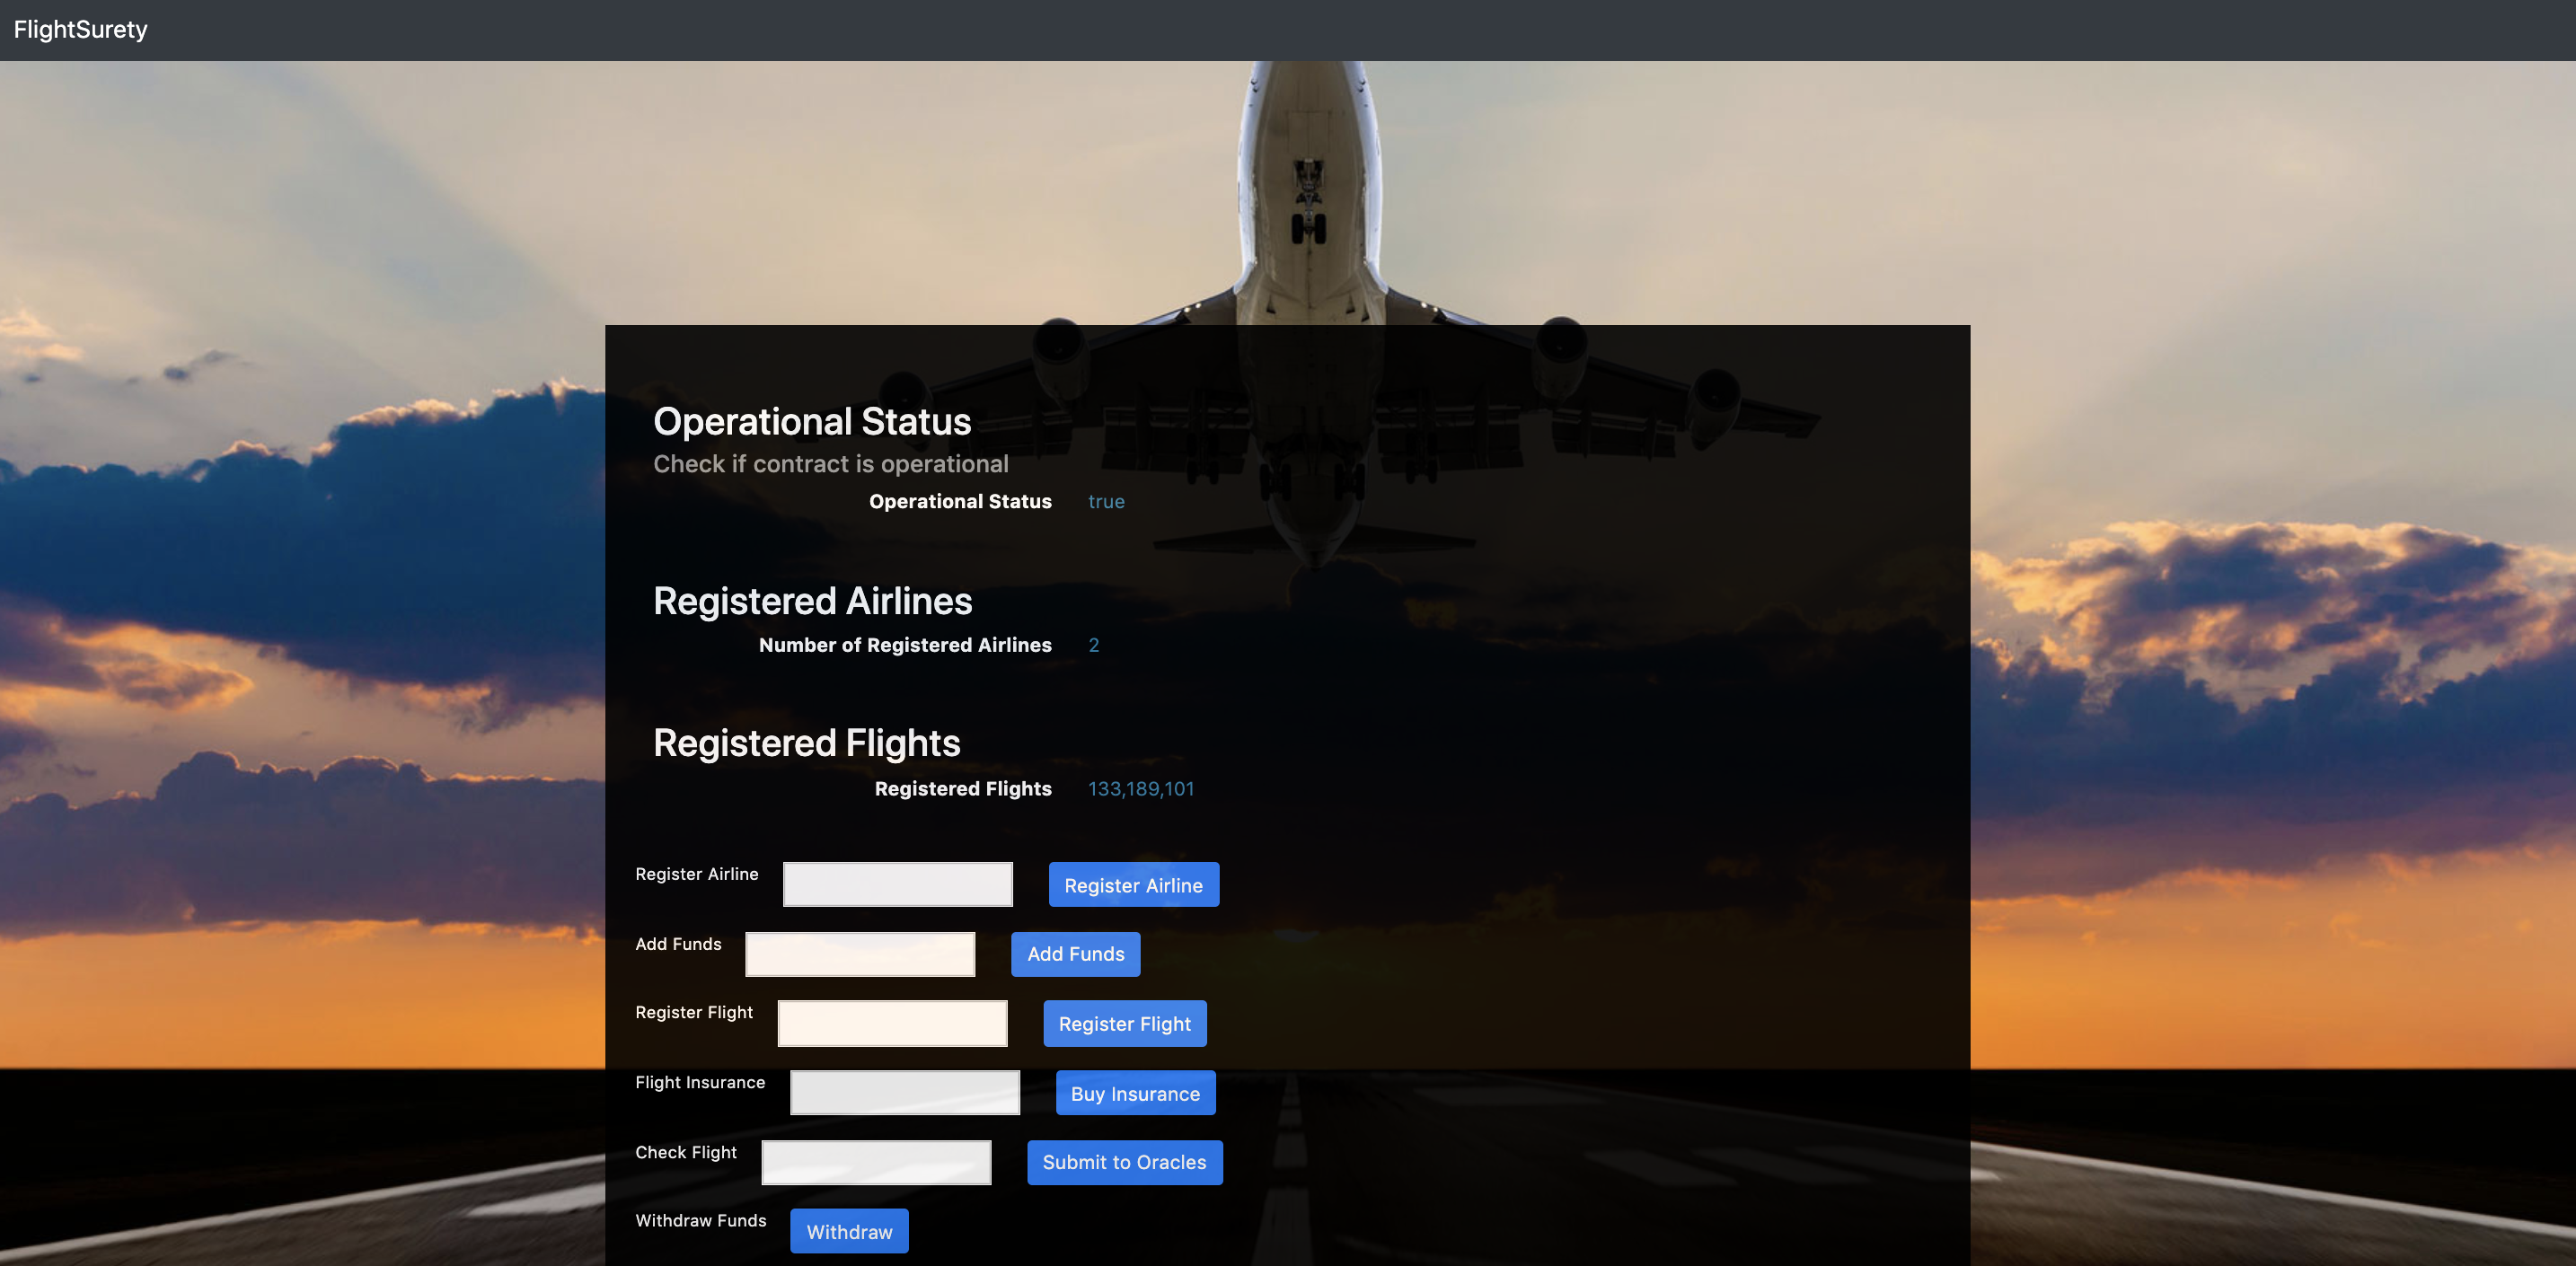 FlightSurety
Operational Status
Check if contract is operational
Operational Status true
Registered Airlines
Number of Registered Airlines 2
Registered Flights
Registered Flights 133,189,101
Register Airline Register Airline
Add Funds Add Funds
Register Flight Register Flight
Flight Insurance Buy Insurance
Check Flight Submit to Oracles
Withdraw Funds Withdraw